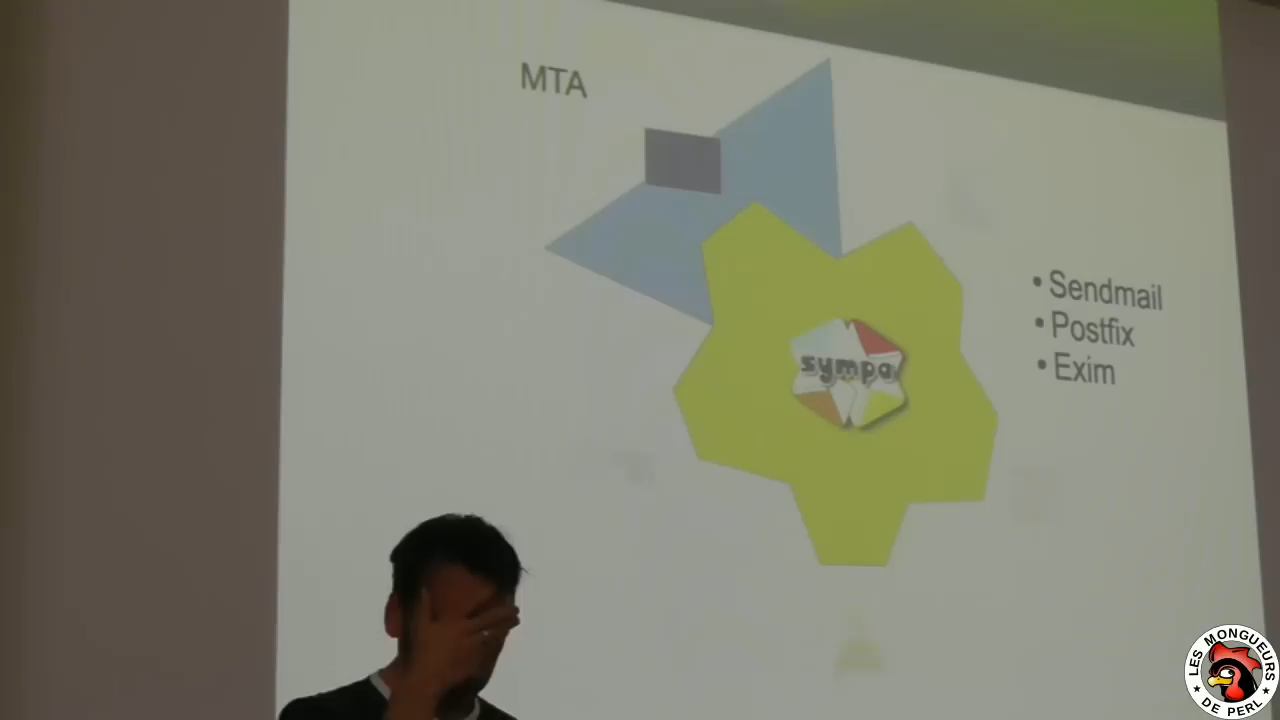 MTA
• Sendmail
• Postfix
• Exim
sympa
LES MONGUEURS
DE PERL